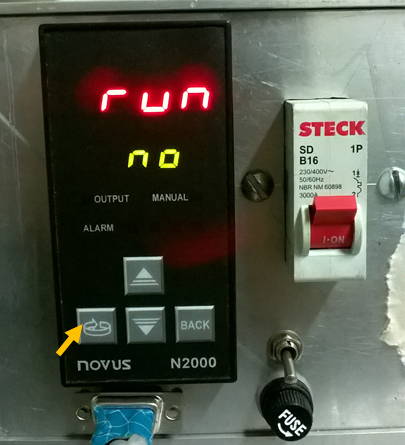 run
no
OUTPUT MANUAL
ALARM
BACK
novus N2000
STECK
SD 1P
B16
230/400V~
50/60Hz
NBR NM 60898
3000A
I-ON
FUSE